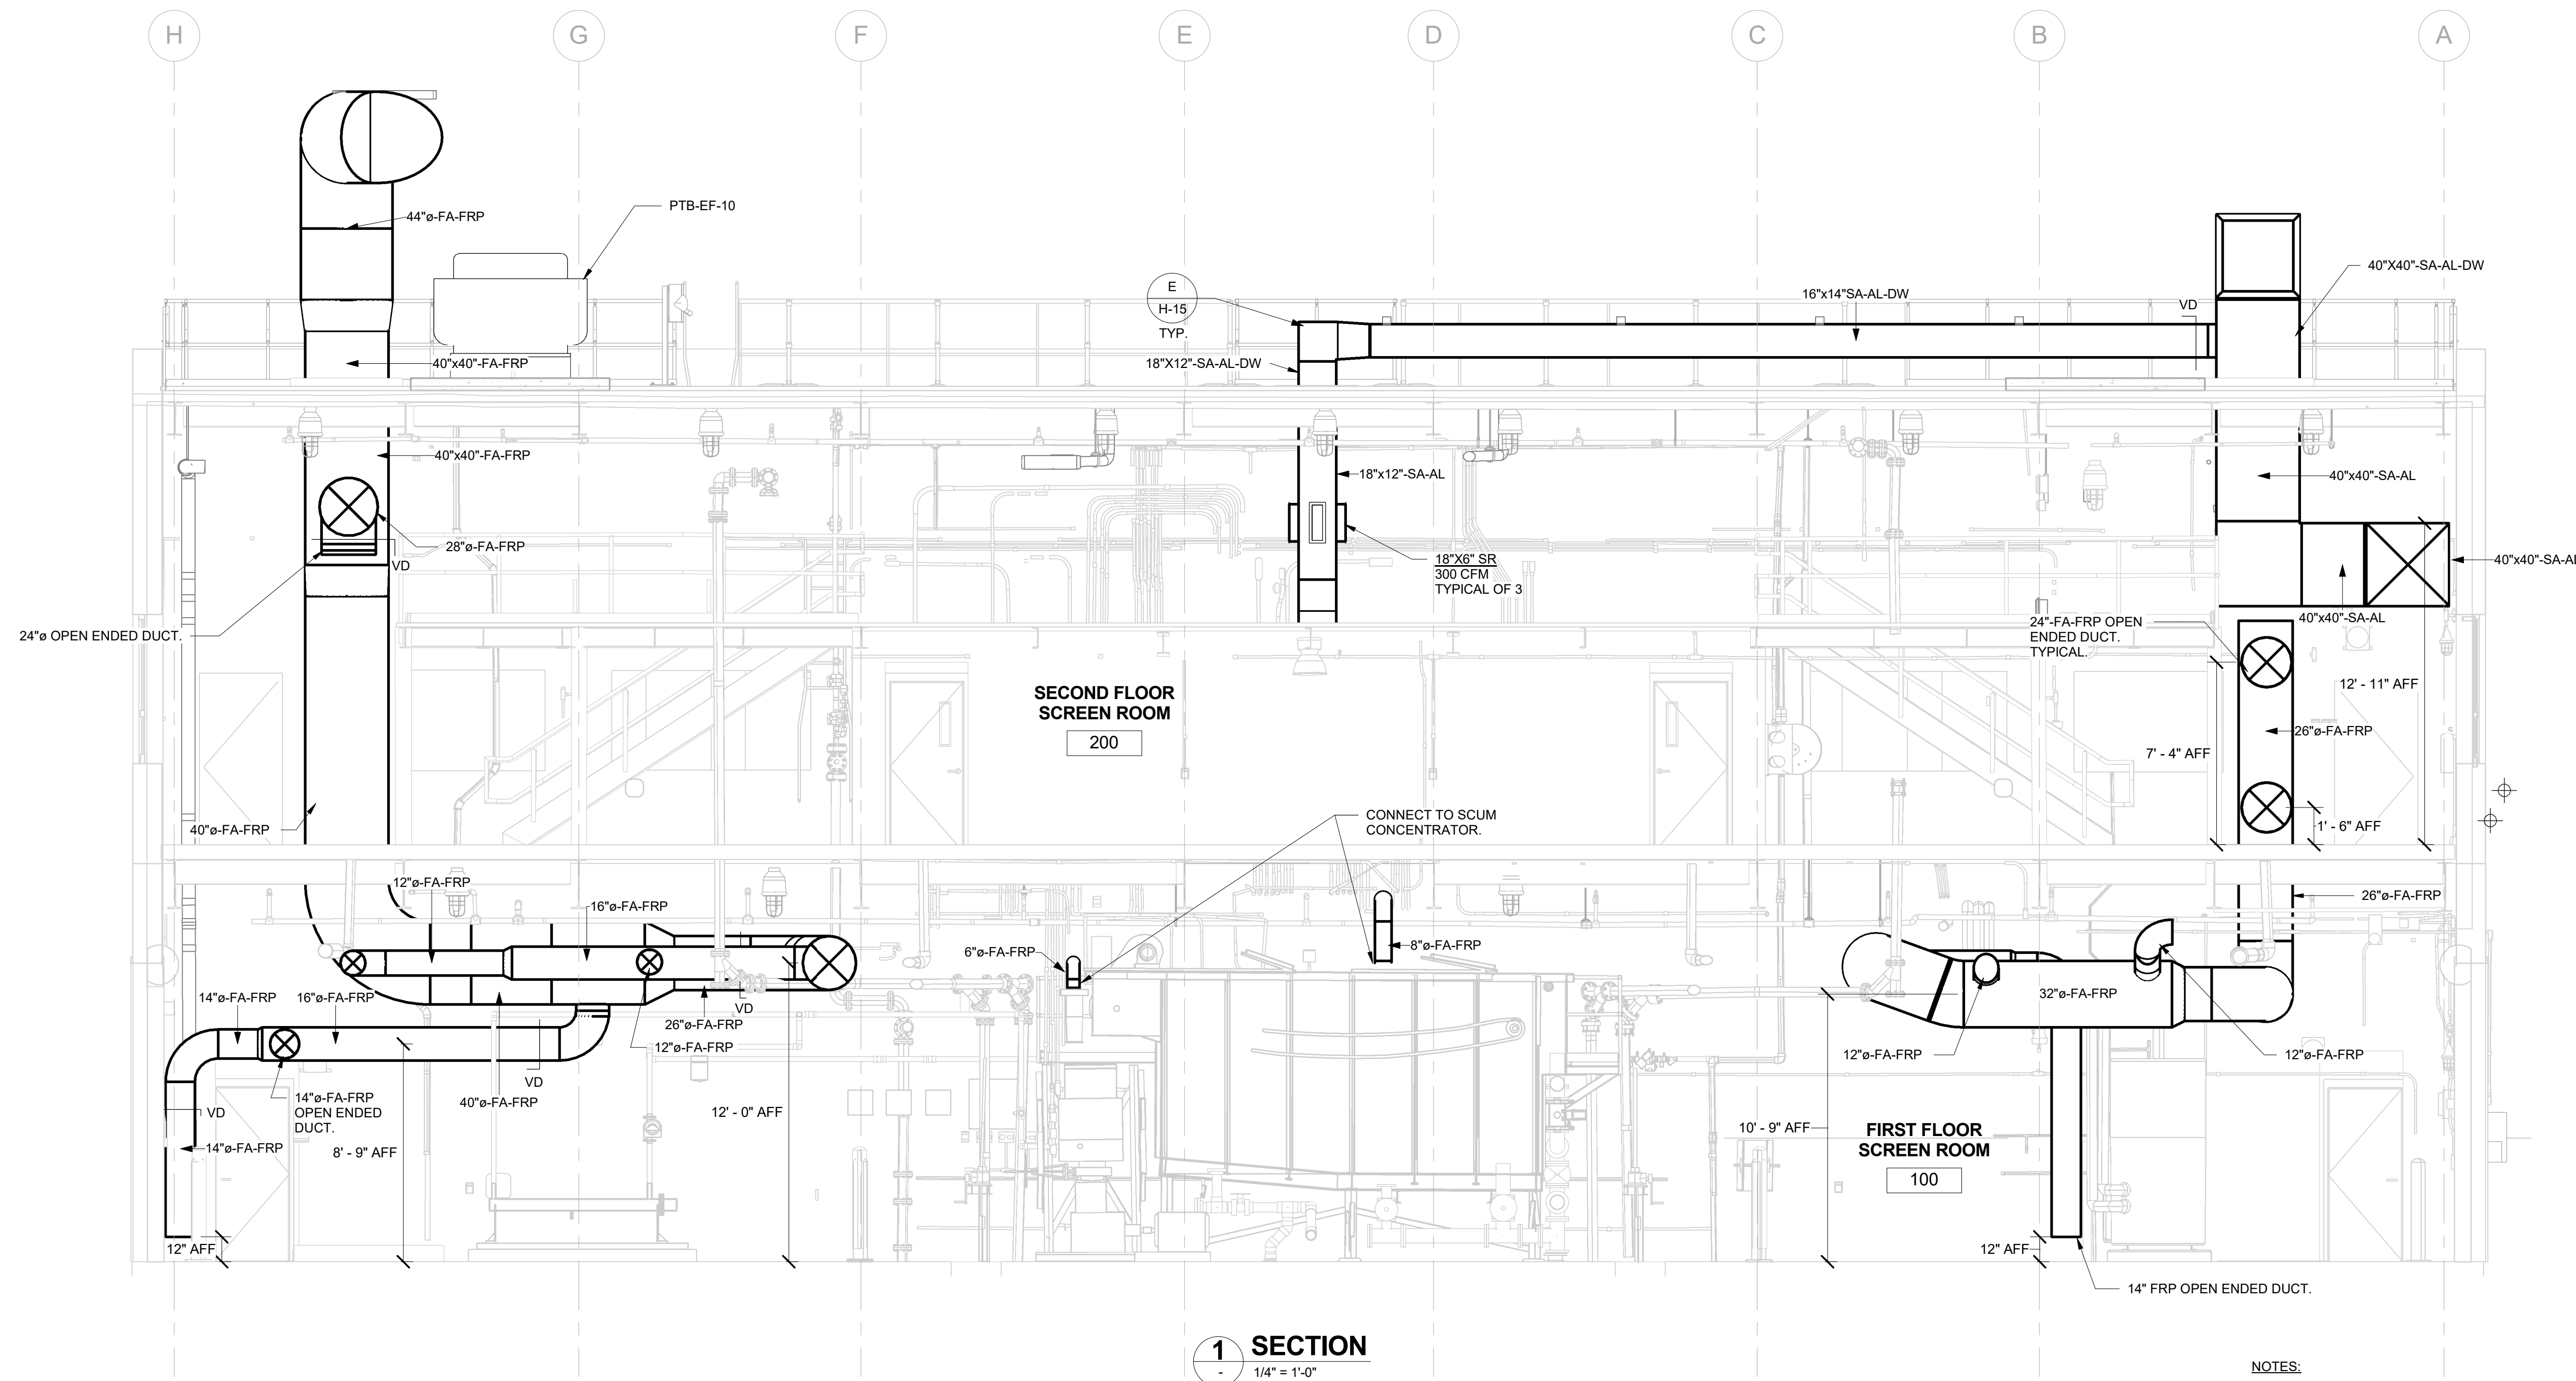 H
G
F
E
D
C
B
A
44"ø-FA-FRP
PTB-EF-10
40"X40"-SA-AL-DW
E
H-15
TYP.
16"x14"SA-AL-DW
VD
40"x40"-FA-FRP
18"X12"-SA-AL-DW
40"x40"-FA-FRP
18"x12"-SA-AL
40"x40"-SA-AL
28"ø-FA-FRP
VD
18"X6" SR
300 CFM
TYPICAL OF 3
40"x40"-SA-AL
24"ø OPEN ENDED DUCT.
40"x40"-SA-AL
24"-FA-FRP OPEN
ENDED DUCT.
TYPICAL.
SECOND FLOOR
SCREEN ROOM
200
12' - 11" AFF
26"ø-FA-FRP
7' - 4" AFF
40"ø-FA-FRP
CONNECT TO SCUM
CONCENTRATOR.
1' - 6" AFF
12"ø-FA-FRP
16"ø-FA-FRP
26"ø-FA-FRP
6"ø-FA-FRP
8"ø-FA-FRP
14"ø-FA-FRP
16"ø-FA-FRP
32"ø-FA-FRP
VD
26"ø-FA-FRP
12"ø-FA-FRP
12"ø-FA-FRP
12"ø-FA-FRP
VD
14"ø-FA-FRP
OPEN ENDED
DUCT.
40"ø-FA-FRP
VD
12' - 0" AFF
14"ø-FA-FRP
8' - 9" AFF
10' - 9" AFF
FIRST FLOOR
SCREEN ROOM
100
12" AFF
12" AFF
14" FRP OPEN ENDED DUCT.
1
-
SECTION
1/4" = 1'-0"
NOTES: